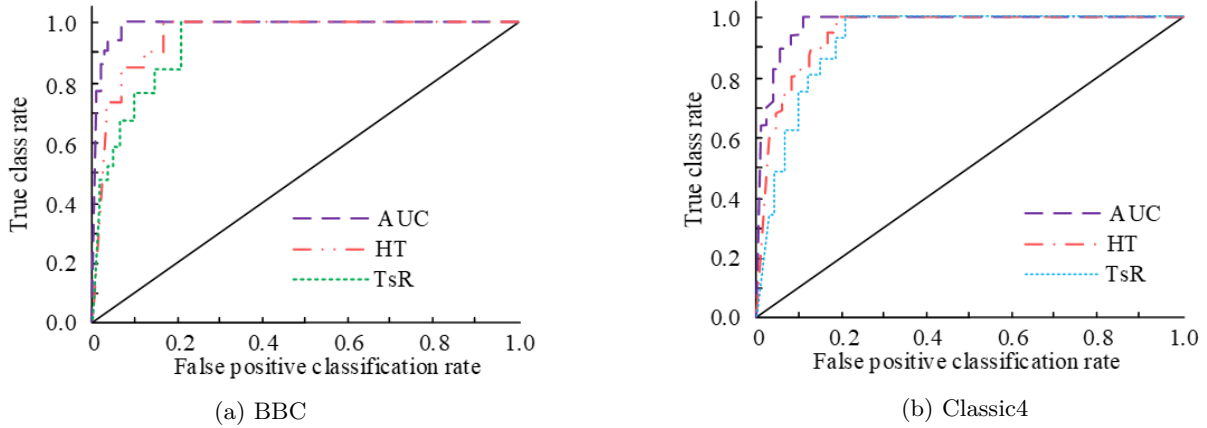 1.0
0.8
0.6
0.4
0.2
0.0
True class rate
AUC
HT
TsR
0 0.2 0.4 0.6 0.8 1.0
False positive classification rate
(a) BBC
1.0
0.8
0.6
0.4
0.2
0.0
True class rate
AUC
HT
TsR
0 0.2 0.4 0.6 0.8 1.0
False positive classification rate
(b) Classic4